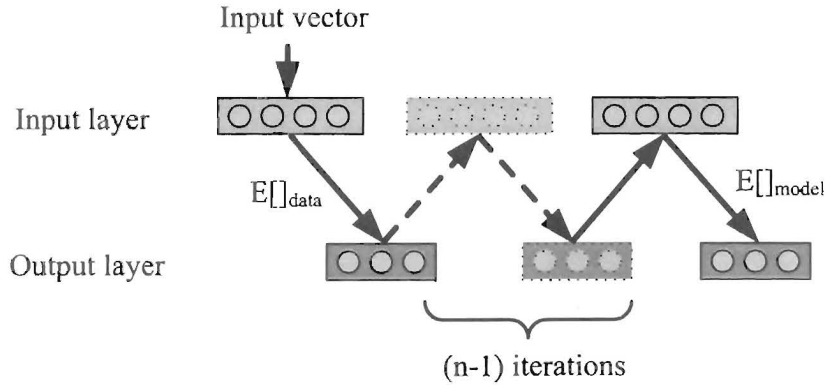 Input vector
Input layer
E[]data
E[]model
Output layer
(n-1) iterations